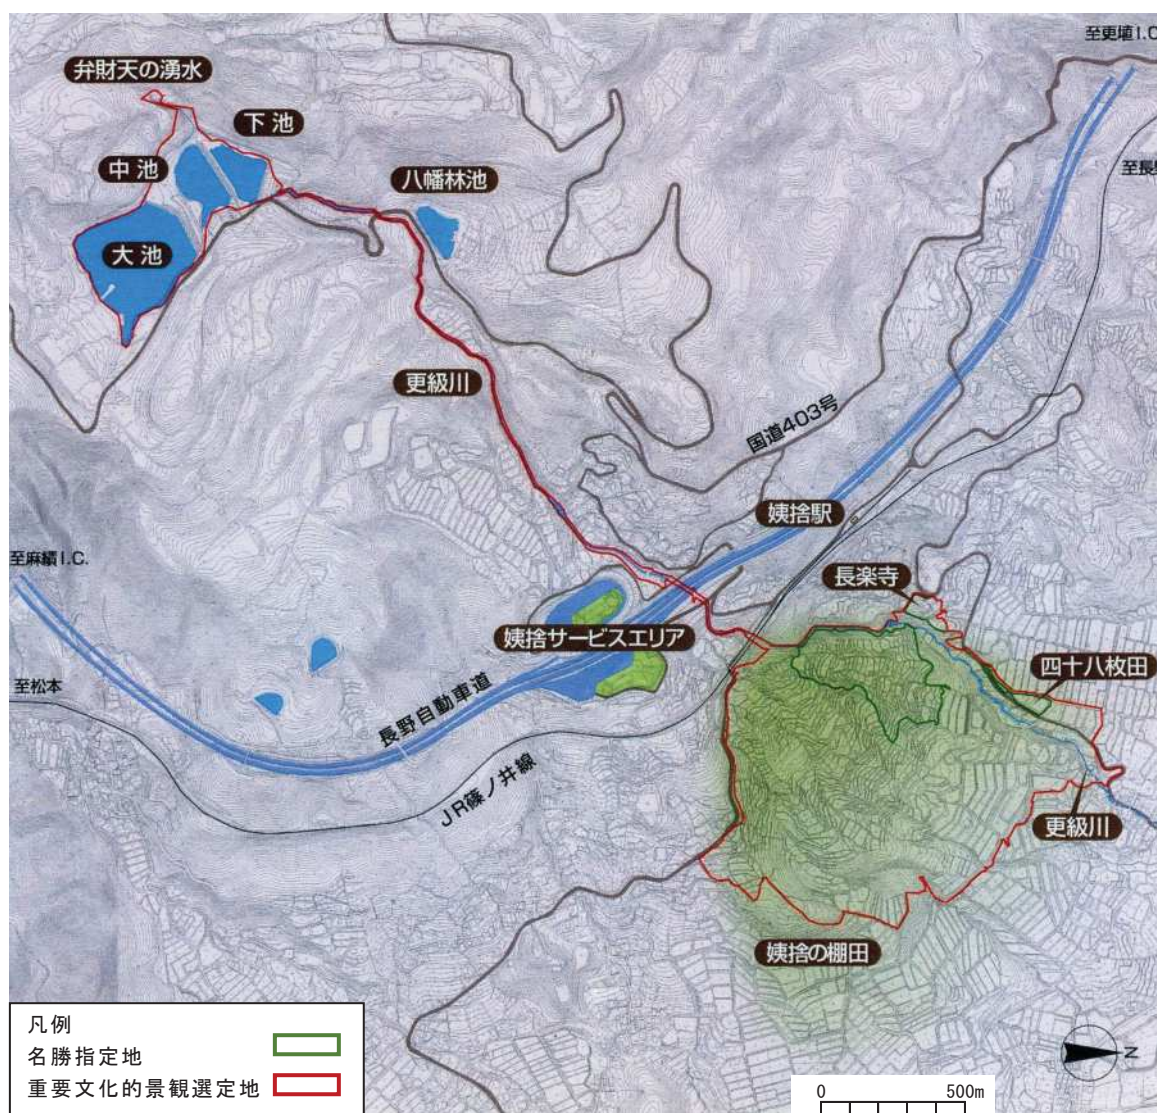 至更埴I.C
弁財天の湧水
下池
中池
八幡林池
至長野
大池
更級川
国道403号
姨捨駅
至麻績I.C.
長楽寺
姨捨サービスエリア
四十八枚田
至松本
長野自動車道
JR篠ノ井線
更級川
姨捨の棚田
凡例
名勝指定地
重要文化的景観選定地
N
0 500m